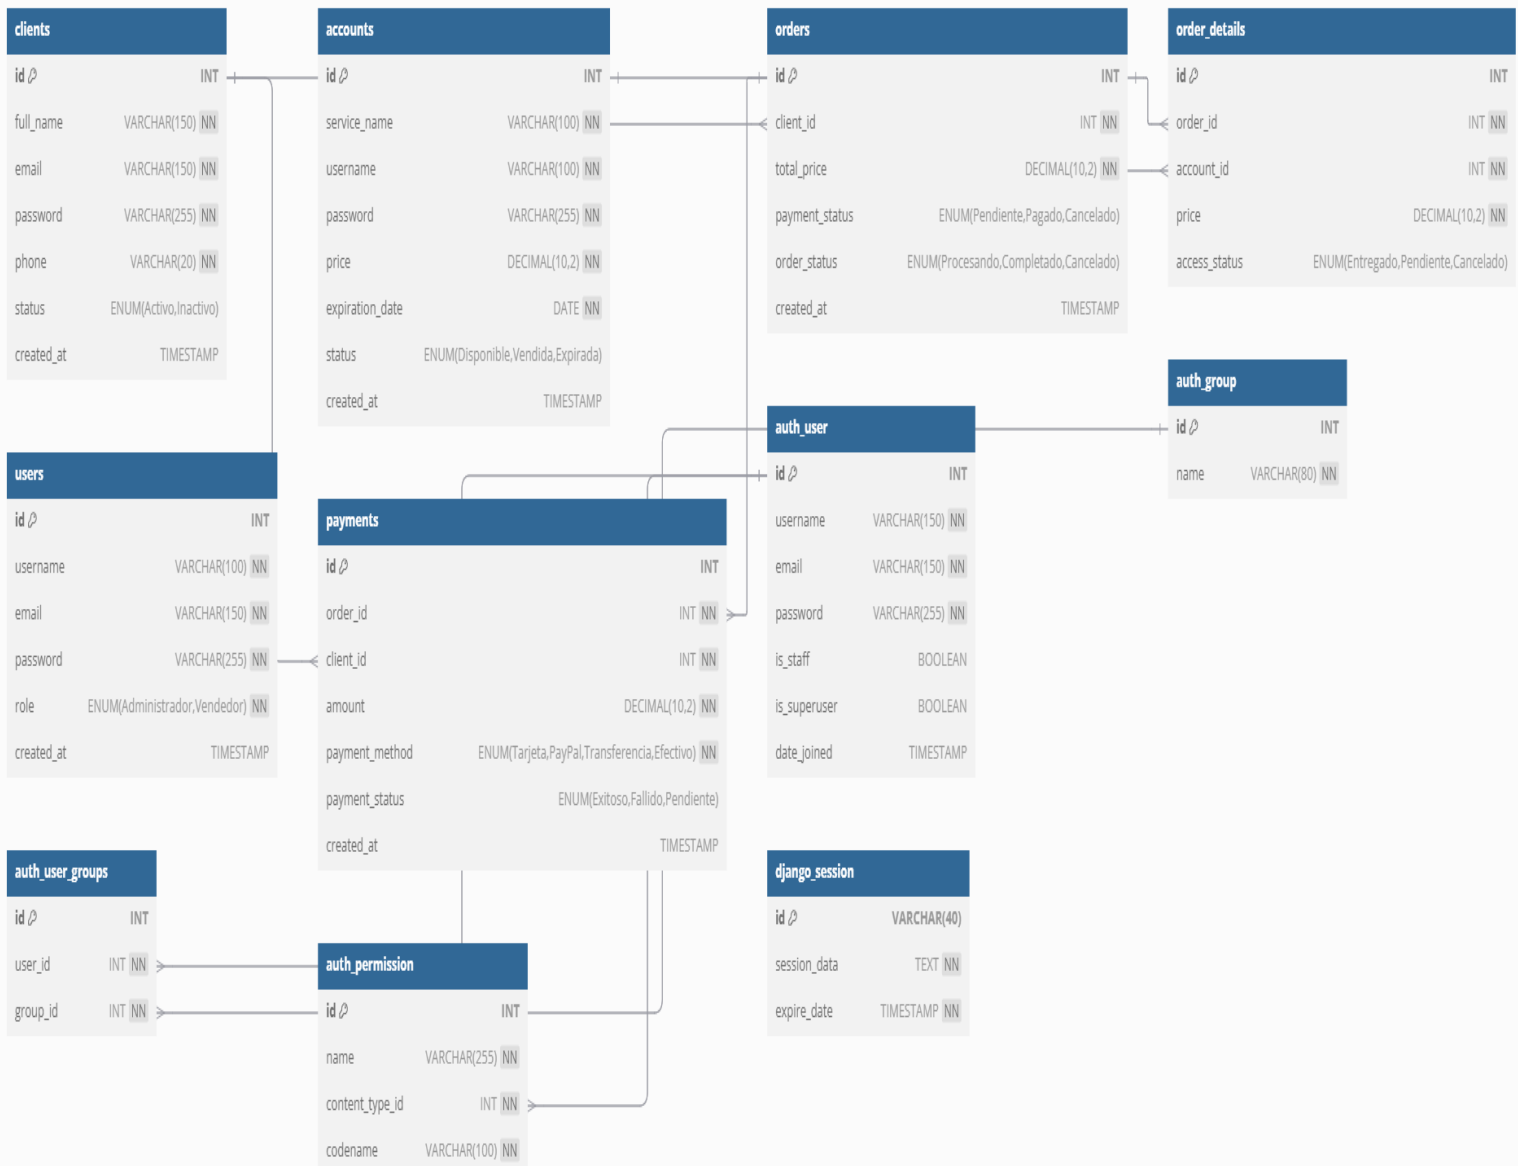 clients
id INT
full_name VARCHAR(150) NN
email VARCHAR(150) NN
password VARCHAR(255) NN
phone VARCHAR(20) NN
status ENUM(Activo,Inactivo)
created_at TIMESTAMP
accounts
id INT
service_name VARCHAR(100) NN
username VARCHAR(100) NN
password VARCHAR(255) NN
price DECIMAL(10,2) NN
expiration_date DATE NN
status ENUM(Disponible,Vendida,Expirada)
created_at TIMESTAMP
orders
id INT
client_id INT NN
total_price DECIMAL(10,2) NN
payment_status ENUM(Pendiente,Pagado,Cancelado)
order_status ENUM(Procesando,Completado,Cancelado)
created_at TIMESTAMP
order_details
id INT
order_id INT NN
account_id INT NN
price DECIMAL(10,2) NN
access_status ENUM(Entregado,Pendiente,Cancelado)
users
id INT
username VARCHAR(100) NN
email VARCHAR(150) NN
password VARCHAR(255) NN
role ENUM(Administrador,Vendedor) NN
created_at TIMESTAMP
payments
id INT
order_id INT NN
client_id INT NN
amount DECIMAL(10,2) NN
payment_method ENUM(Tarjeta,PayPal,Transferencia,Efectivo) NN
payment_status ENUM(Exitoso,Fallido,Pendiente)
created_at TIMESTAMP
auth_user
id INT
username VARCHAR(150) NN
email VARCHAR(150) NN
password VARCHAR(255) NN
is_staff BOOLEAN
is_superuser BOOLEAN
date_joined TIMESTAMP
auth_group
id INT
name VARCHAR(80) NN
auth_user_groups
id INT
user_id INT NN
group_id INT NN
auth_permission
id INT
name VARCHAR(255) NN
content_type_id INT NN
codename VARCHAR(100) NN
django_session
id VARCHAR(40)
session_data TEXT NN
expire_date TIMESTAMP NN